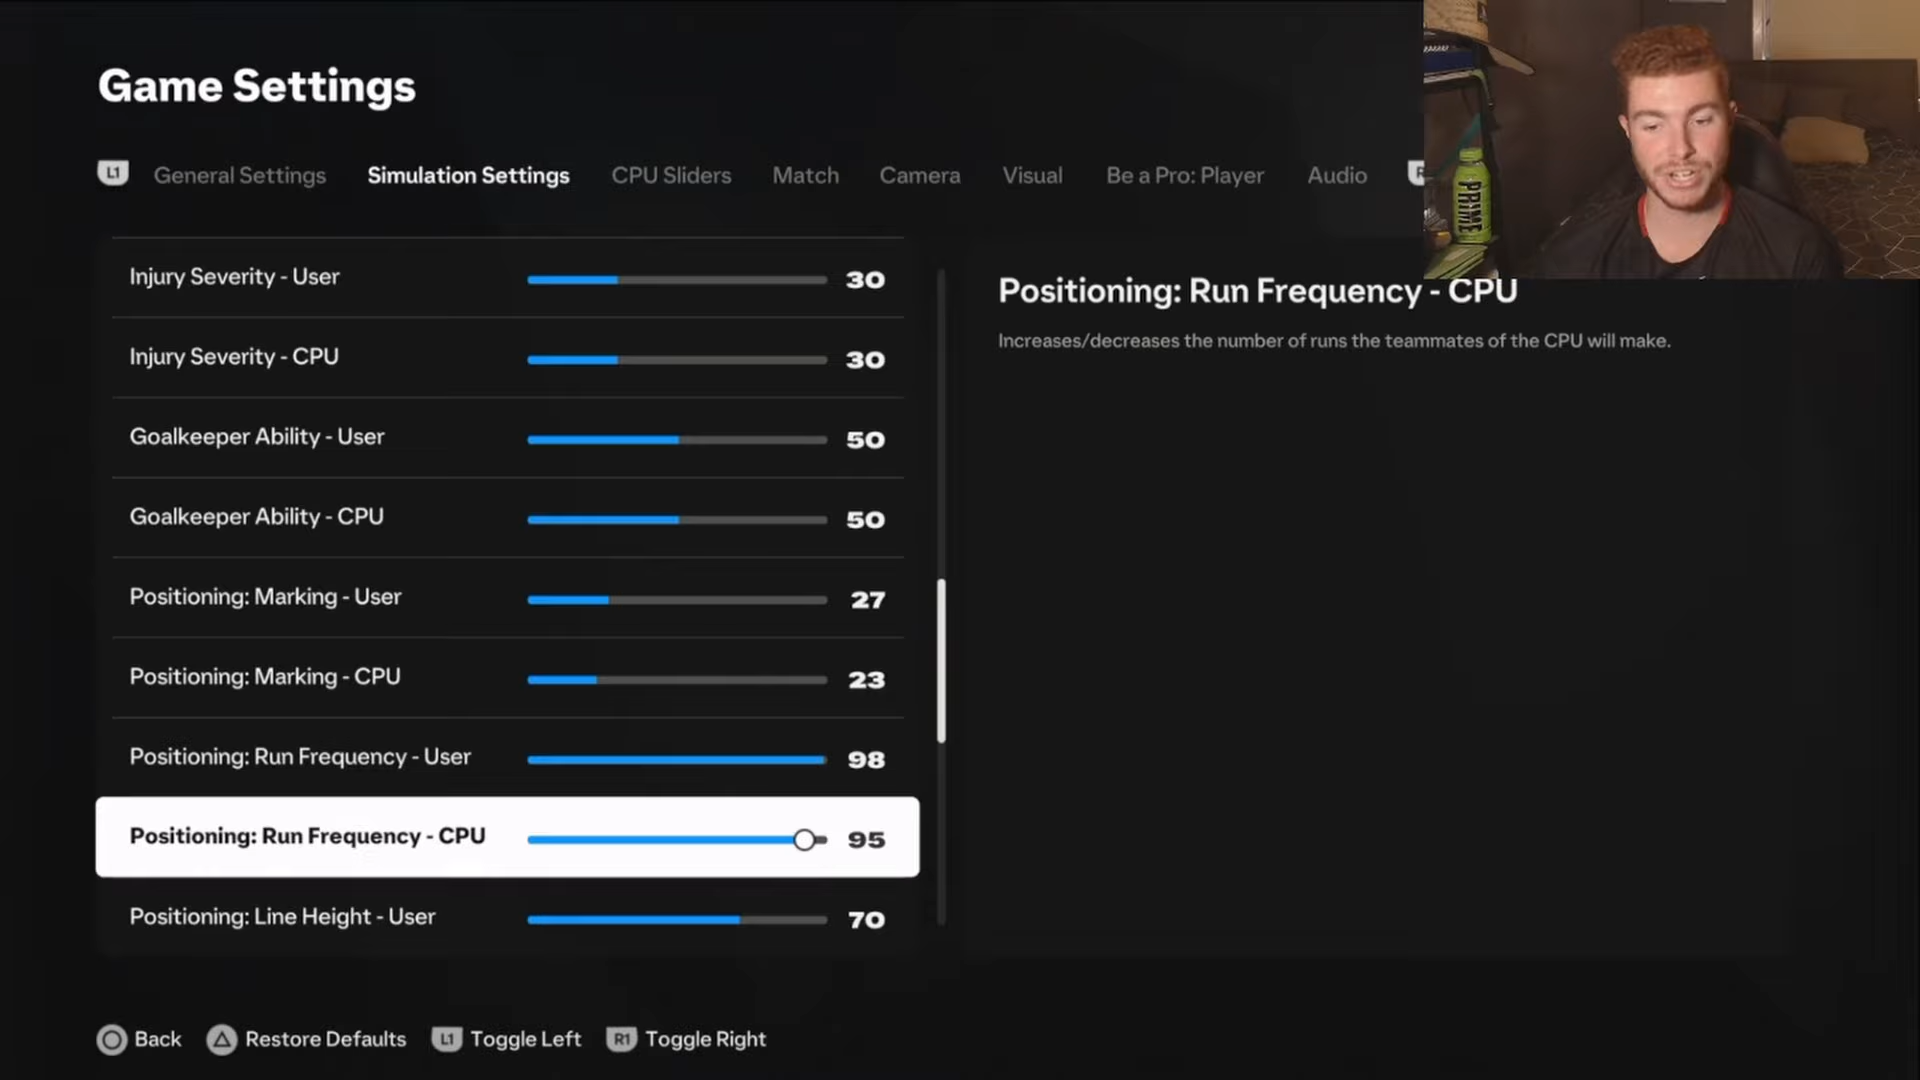 Game Settings
L1 General Settings Simulation Settings CPU Sliders Match Camera Visual Be a Pro: Player Audio R
Injury Severity - User 30
Injury Severity - CPU 30
Goalkeeper Ability - User 50
Goalkeeper Ability - CPU 50
Positioning: Marking - User 27
Positioning: Marking - CPU 23
Positioning: Run Frequency - User 98
Positioning: Run Frequency - CPU 95
Positioning: Line Height - User 70
Positioning: Run Frequency - CPU
Increases/decreases the number of runs the teammates of the CPU will make.
PRIME
Back Restore Defaults L1 Toggle Left R1 Toggle Right